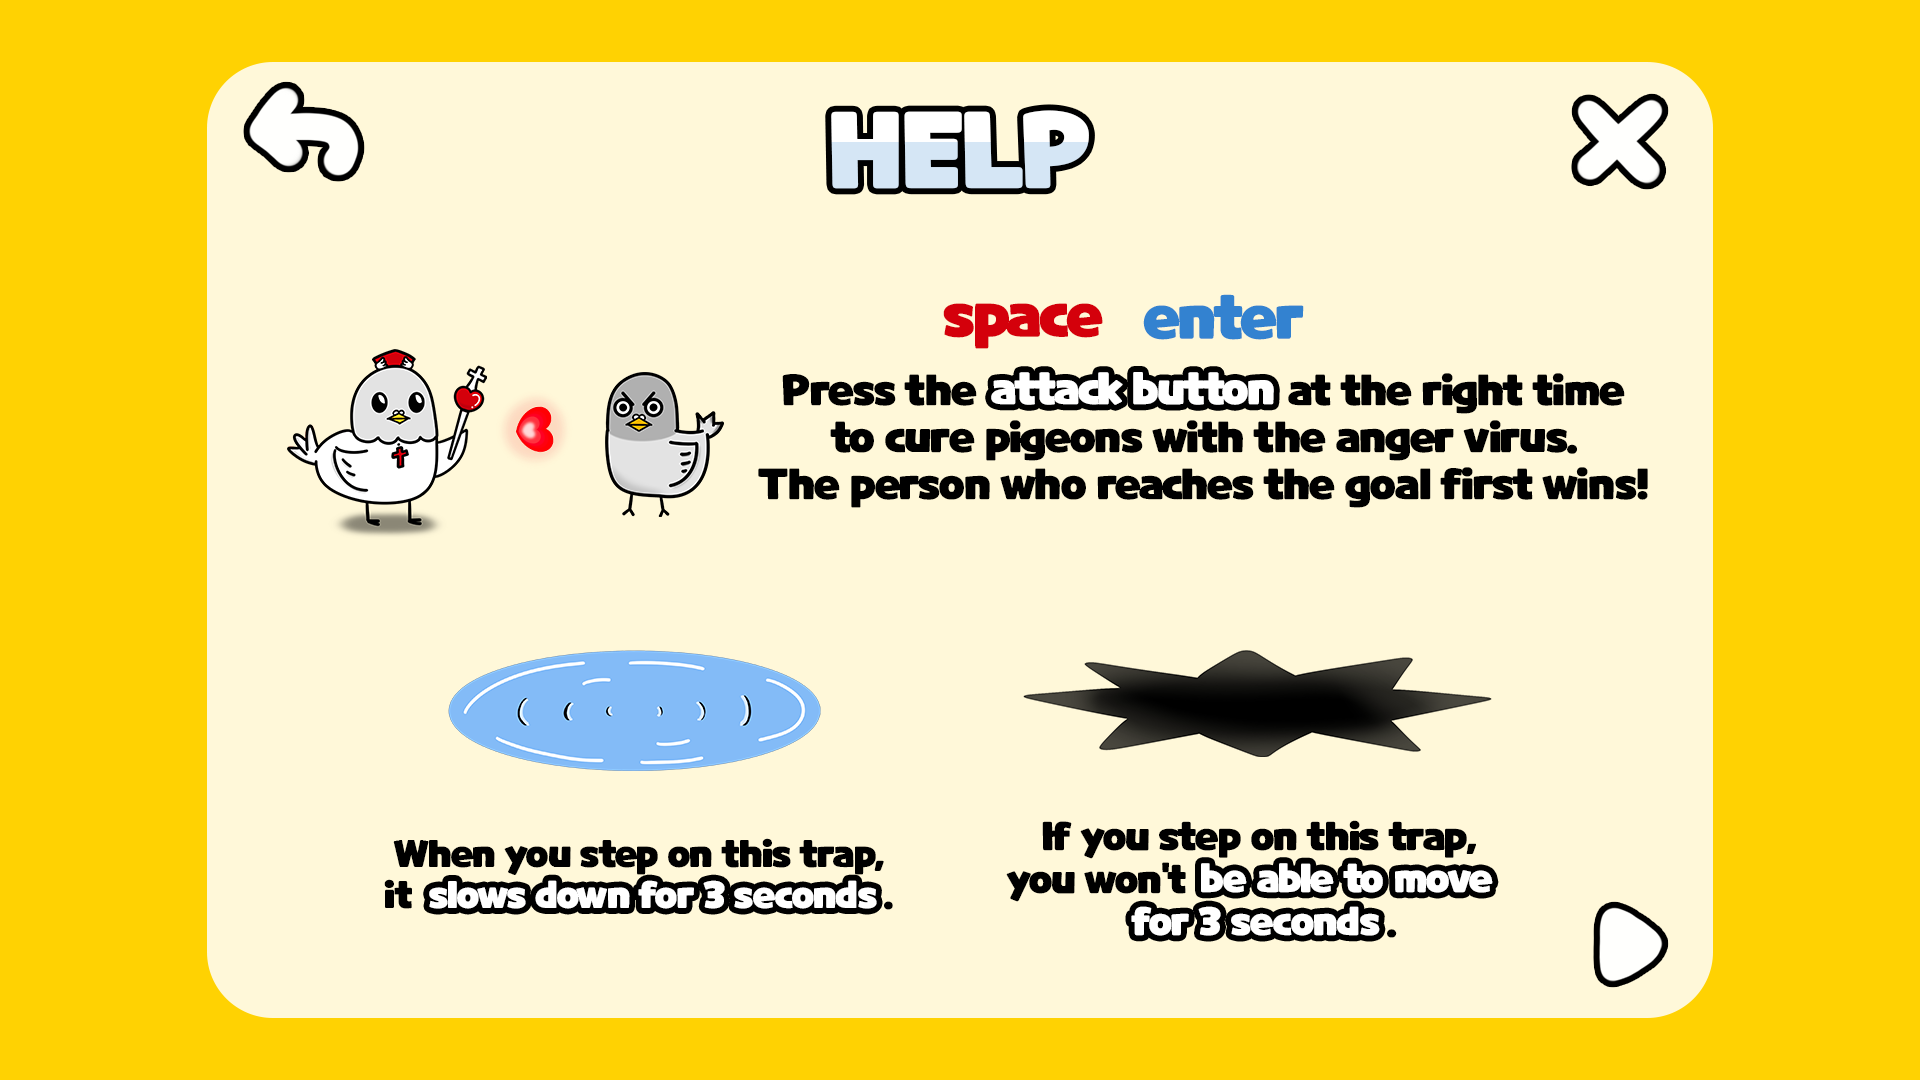 HELP
space enter
Press the attack button at the right time
to cure pigeons with the anger virus.
The person who reaches the goal first wins!
When you step on this trap,
it slows down for 3 seconds.
If you step on this trap,
you won't be able to move
for 3 seconds.